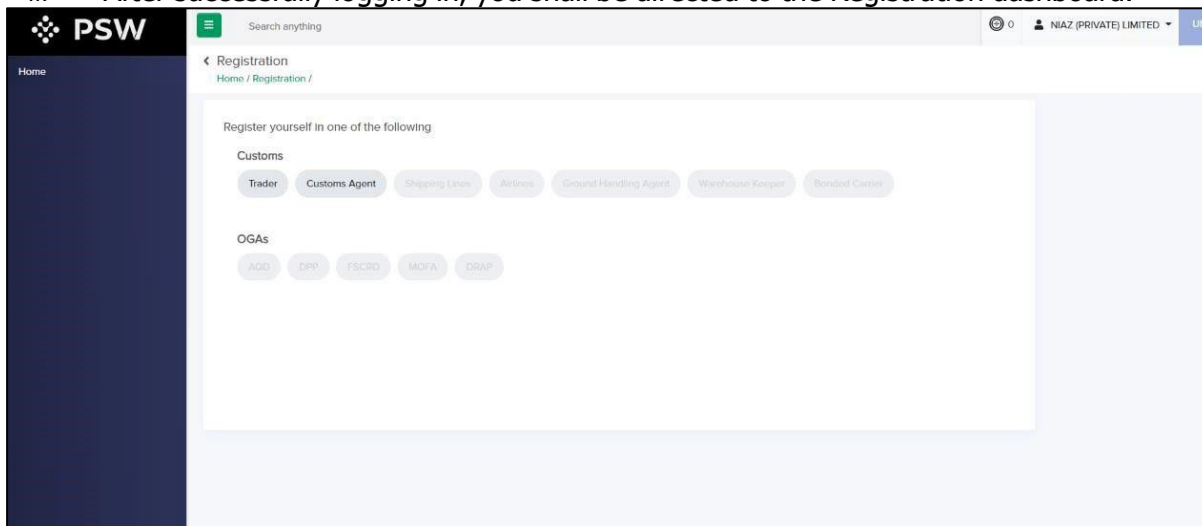 After successfully logging in, you shall be directed to the Registration dashboard.
PSW
Search anything
0
NIAZ (PRIVATE) LIMITED
Home
Registration
Home / Registration /
Register yourself in one of the following
Customs
Trader Customs Agent Shipping Lines Airlines Ground Handling Agent Warehouse Keeper Bonded Carrier
OGAs
AQD DPP FSCRD MOFA DRAP